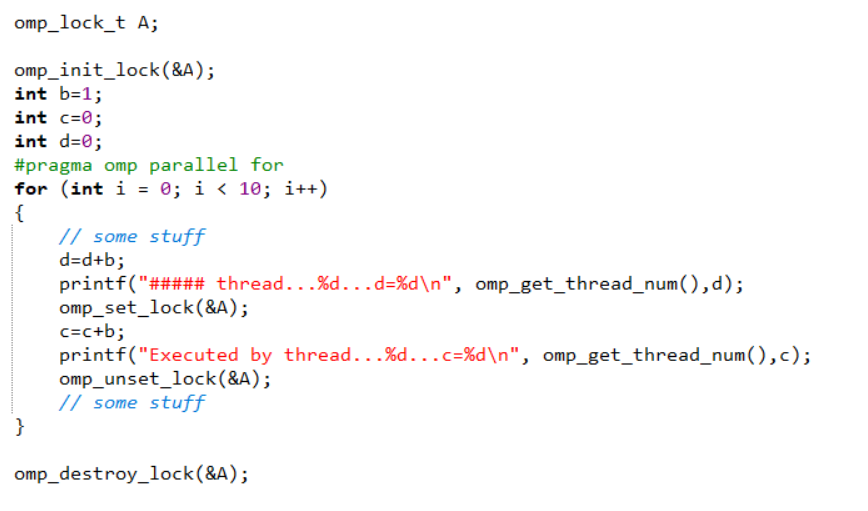 omp_lock_t A;
omp_init_lock(&A);
int b=1;
int c=0;
int d=0;
#pragma omp parallel for
for (int i = 0; i < 10; i++)
{
// some stuff
d=d+b;
printf("##### thread...%d...d=%d\n", omp_get_thread_num(),d);
omp_set_lock(&A);
c=c+b;
printf("Executed by thread...%d...c=%d\n", omp_get_thread_num(),c);
omp_unset_lock(&A);
// some stuff
}
omp_destroy_lock(&A);